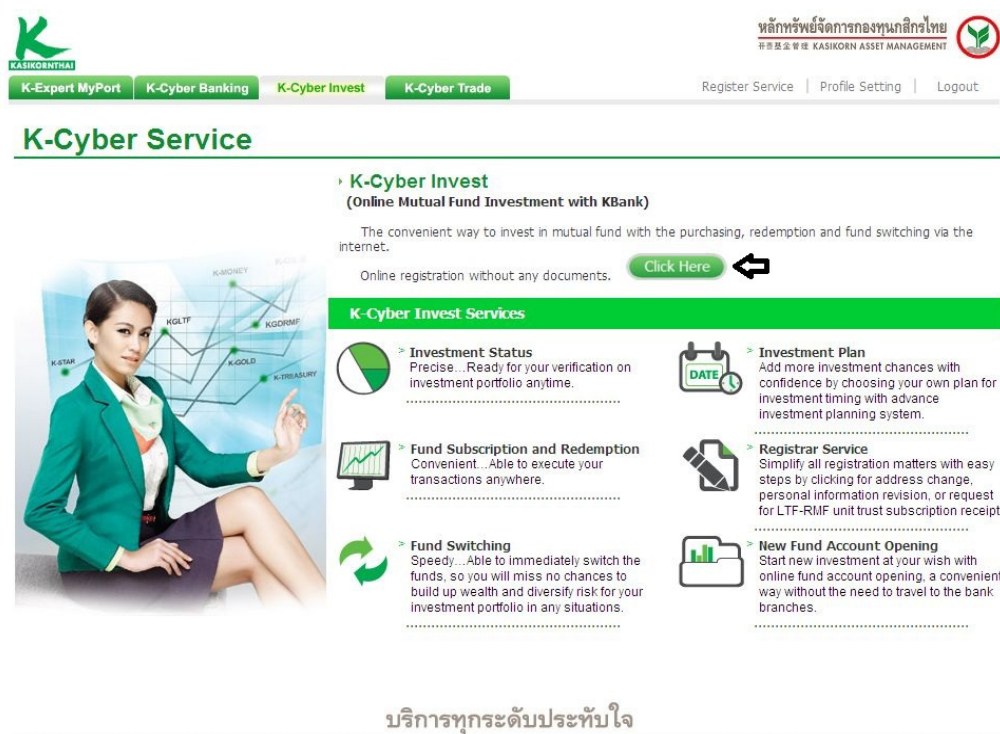 K
KASIKORNTHAI
หลักทรัพย์จัดการกองทุนกสิกรไทย
开泰基金管理 KASIKORN ASSET MANAGEMENT
K-Expert MyPort K-Cyber Banking K-Cyber Invest K-Cyber Trade Register Service | Profile Setting | Logout
K-Cyber Service
K-Cyber Invest
(Online Mutual Fund Investment with KBank)
The convenient way to invest in mutual fund with the purchasing, redemption and fund switching via the
internet.
Online registration without any documents. Click Here
K-MONEY
KGLTF
KGDRMF
K-STAR
K-GOLD
K-TREASURY
K-Cyber Invest Services
> Investment Status
Precise...Ready for your verification on
investment portfolio anytime.
DATE
> Investment Plan
Add more investment chances with
confidence by choosing your own plan for
investment timing with advance
investment planning system.
> Fund Subscription and Redemption
Convenient...Able to execute your
transactions anywhere.
> Registrar Service
Simplify all registration matters with easy
steps by clicking for address change,
personal information revision, or request
for LTF-RMF unit trust subscription receipt
> Fund Switching
Speedy...Able to immediately switch the
funds, so you will miss no chances to
build up wealth and diversify risk for your
investment portfolio in any situations.
> New Fund Account Opening
Start new investment at your wish with
online fund account opening, a convenient
way without the need to travel to the bank
branches.
บริการทุกระดับประทับใจ